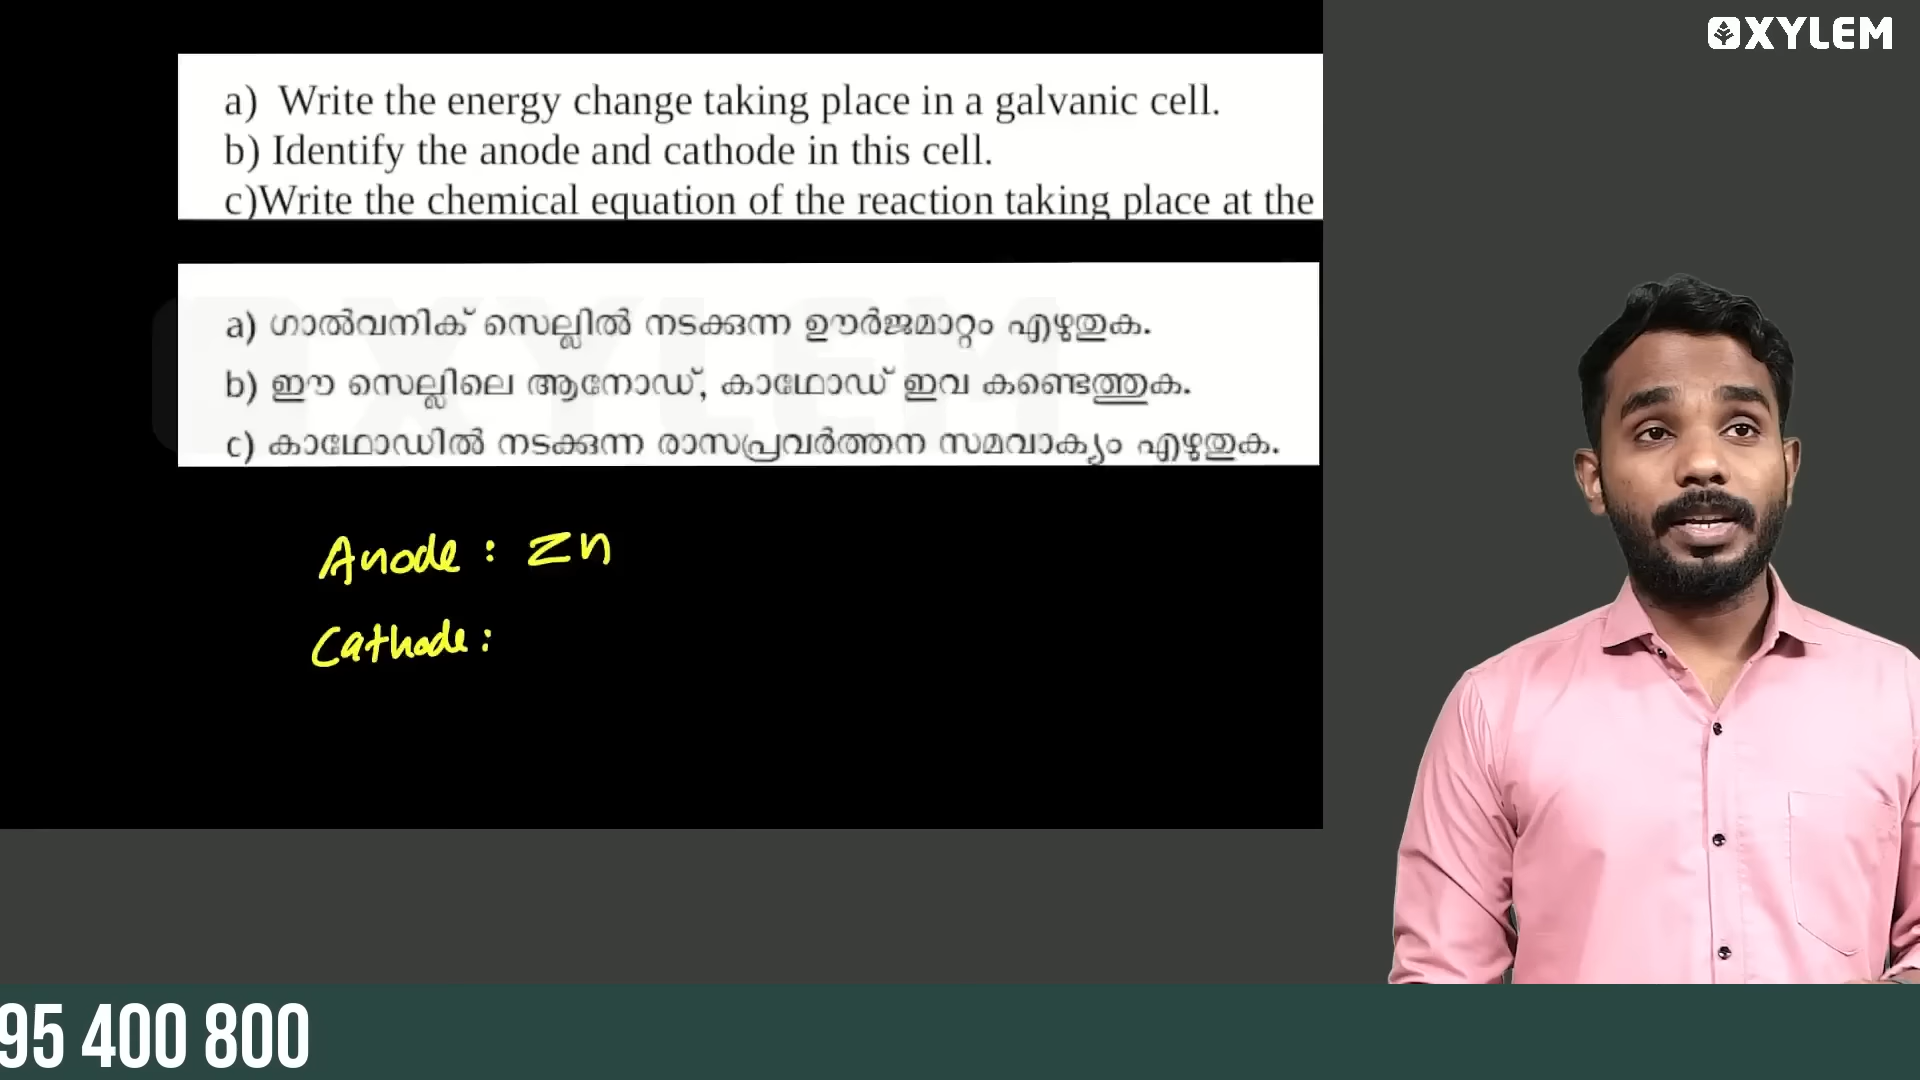 XYLEM
a) Write the energy change taking place in a galvanic cell.
b) Identify the anode and cathode in this cell.
c)Write the chemical equation of the reaction taking place at the
a) ഗാൽവനിക് സെല്ലിൽ നടക്കുന്ന ഊർജമാറ്റം എഴുതുക.
b) ഈ സെല്ലിലെ ആനോഡ്, കാഥോഡ് ഇവ കണ്ടെത്തുക.
c) കാഥോഡിൽ നടക്കുന്ന രാസപ്രവർത്തന സമവാക്യം എഴുതുക.
Anode : Zn
Cathode :
95 400 800